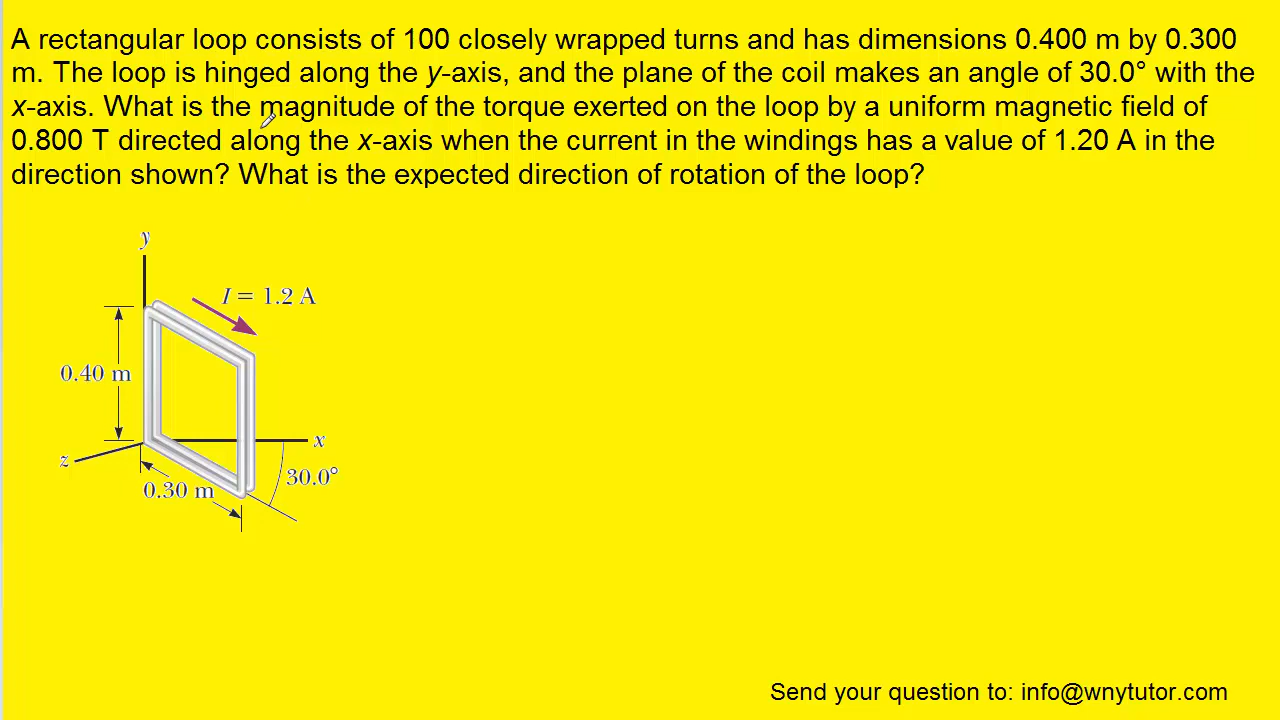 A rectangular loop consists of 100 closely wrapped turns and has dimensions 0.400 m by 0.300
m. The loop is hinged along the y-axis, and the plane of the coil makes an angle of 30.0° with the
x-axis. What is the magnitude of the torque exerted on the loop by a uniform magnetic field of
0.800 T directed along the x-axis when the current in the windings has a value of 1.20 A in the
direction shown? What is the expected direction of rotation of the loop?
y
I = 1.2 A
0.40 m
x
z
30.0°
0.30 m
Send your question to: info@wnytutor.com